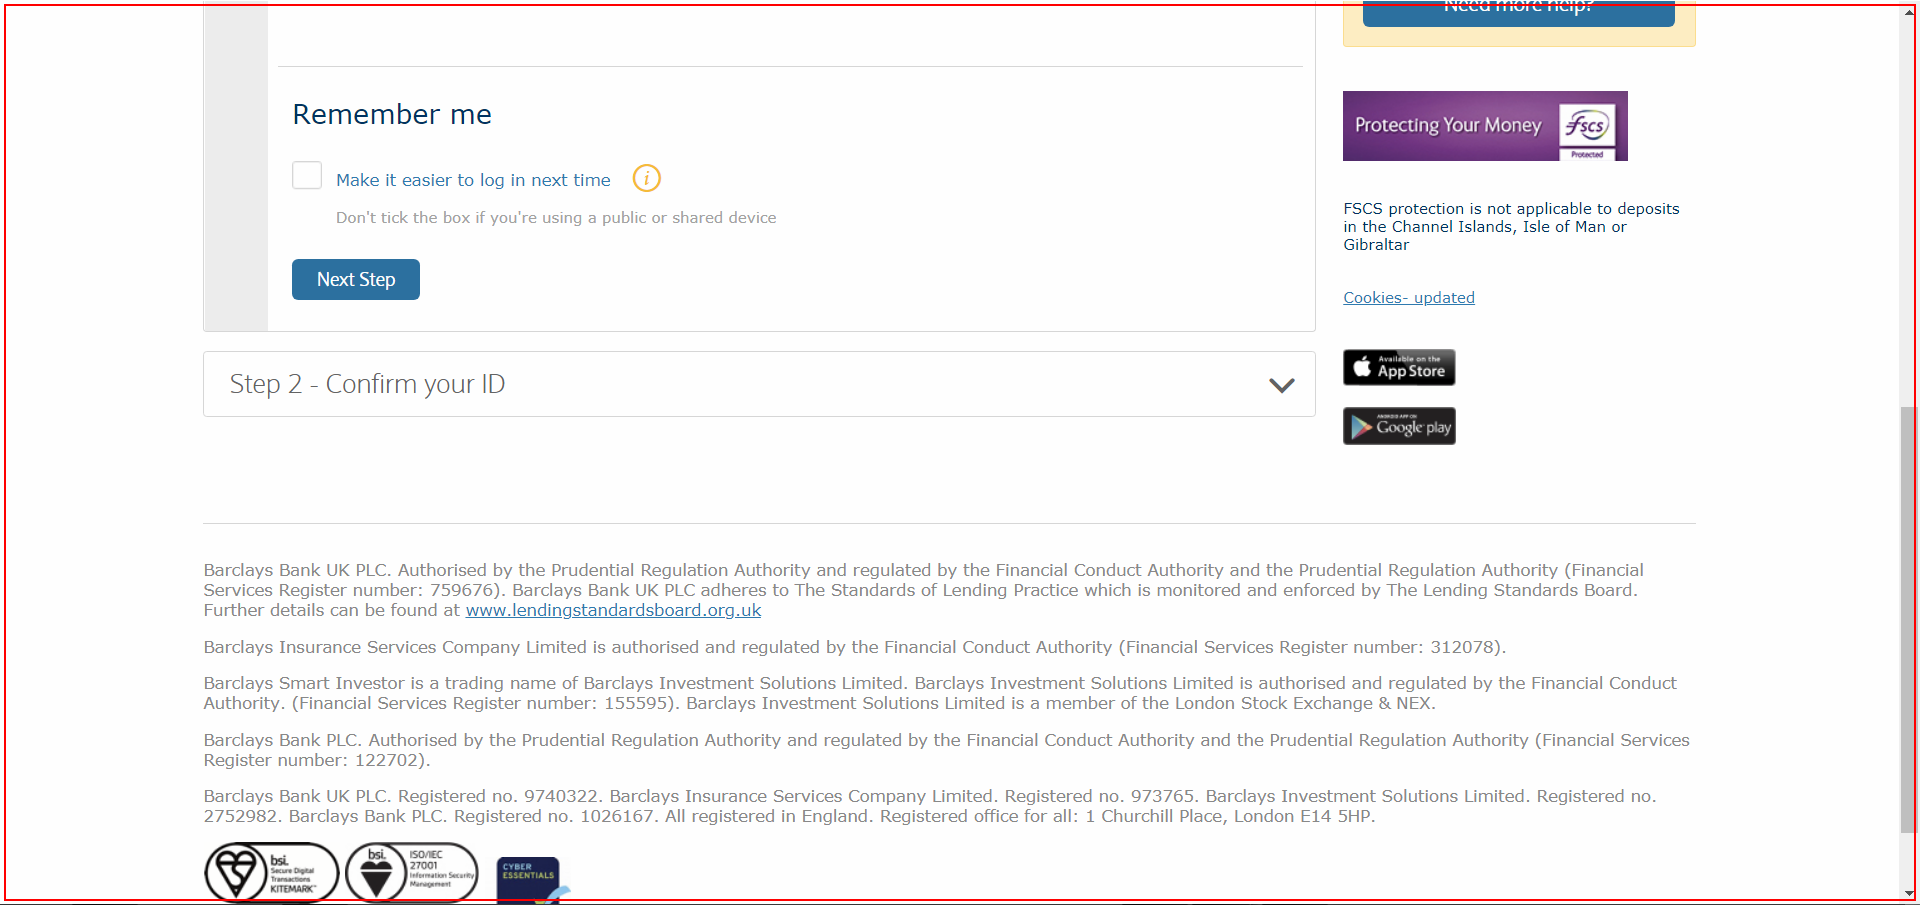 Need more help?
Remember me
Make it easier to log in next time
Don't tick the box if you're using a public or shared device
Next Step
Step 2 - Confirm your ID
Protecting Your Money
fscs
Protected
FSCS protection is not applicable to deposits
in the Channel Islands, Isle of Man or
Gibraltar
Cookies- updated
Available on the
App Store
ANDROID APP ON
Google play
Barclays Bank UK PLC. Authorised by the Prudential Regulation Authority and regulated by the Financial Conduct Authority and the Prudential Regulation Authority (Financial
Services Register number: 759676). Barclays Bank UK PLC adheres to The Standards of Lending Practice which is monitored and enforced by The Lending Standards Board.
Further details can be found at www.lendingstandardsboard.org.uk
Barclays Insurance Services Company Limited is authorised and regulated by the Financial Conduct Authority (Financial Services Register number: 312078).
Barclays Smart Investor is a trading name of Barclays Investment Solutions Limited. Barclays Investment Solutions Limited is authorised and regulated by the Financial Conduct
Authority. (Financial Services Register number: 155595). Barclays Investment Solutions Limited is a member of the London Stock Exchange & NEX.
Barclays Bank PLC. Authorised by the Prudential Regulation Authority and regulated by the Financial Conduct Authority and the Prudential Regulation Authority (Financial Services
Register number: 122702).
Barclays Bank UK PLC. Registered no. 9740322. Barclays Insurance Services Company Limited. Registered no. 973765. Barclays Investment Solutions Limited. Registered no.
2752982. Barclays Bank PLC. Registered no. 1026167. All registered in England. Registered office for all: 1 Churchill Place, London E14 5HP.
bsi.
Secure Digital
Transactions
KITEMARK™
bsi.
ISO/IEC
27001
Information Security
Management
CYBER
ESSENTIALS